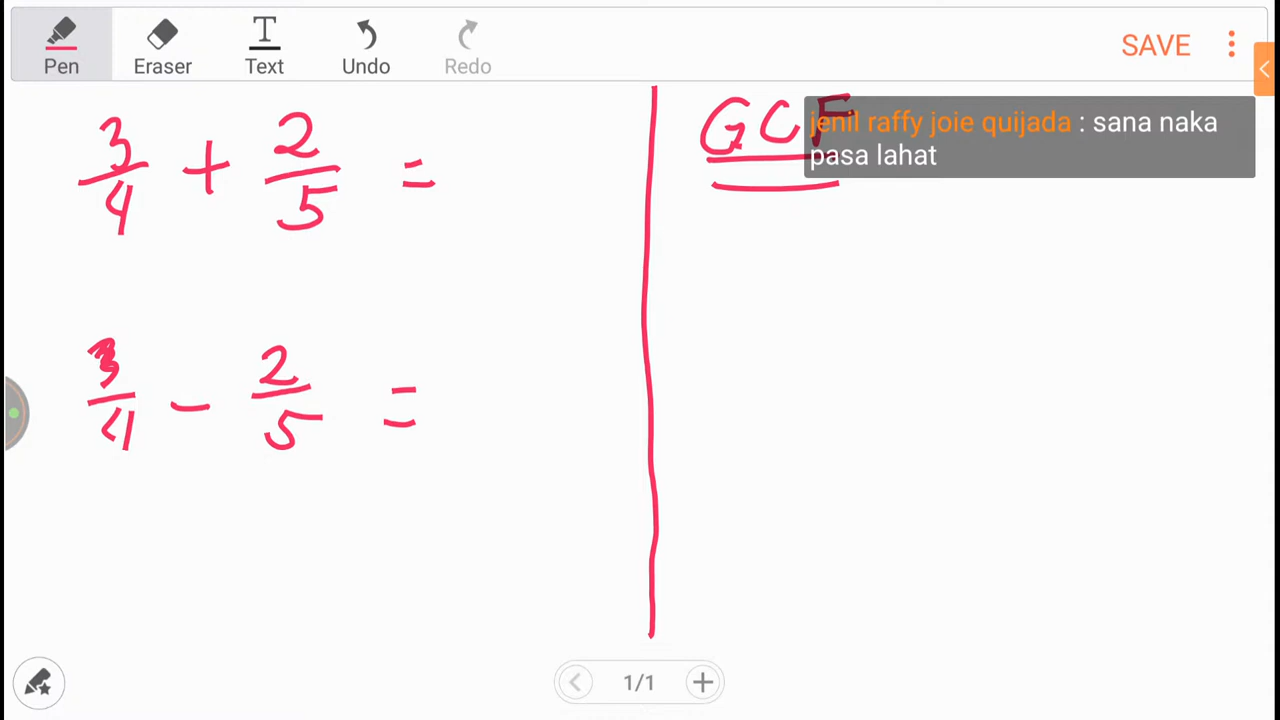 Pen Eraser Text Undo Redo SAVE
3/4 + 2/5 =
3/4 - 2/5 =
GCF
jenil raffy joie quijada : sana naka
pasa lahat
1/1